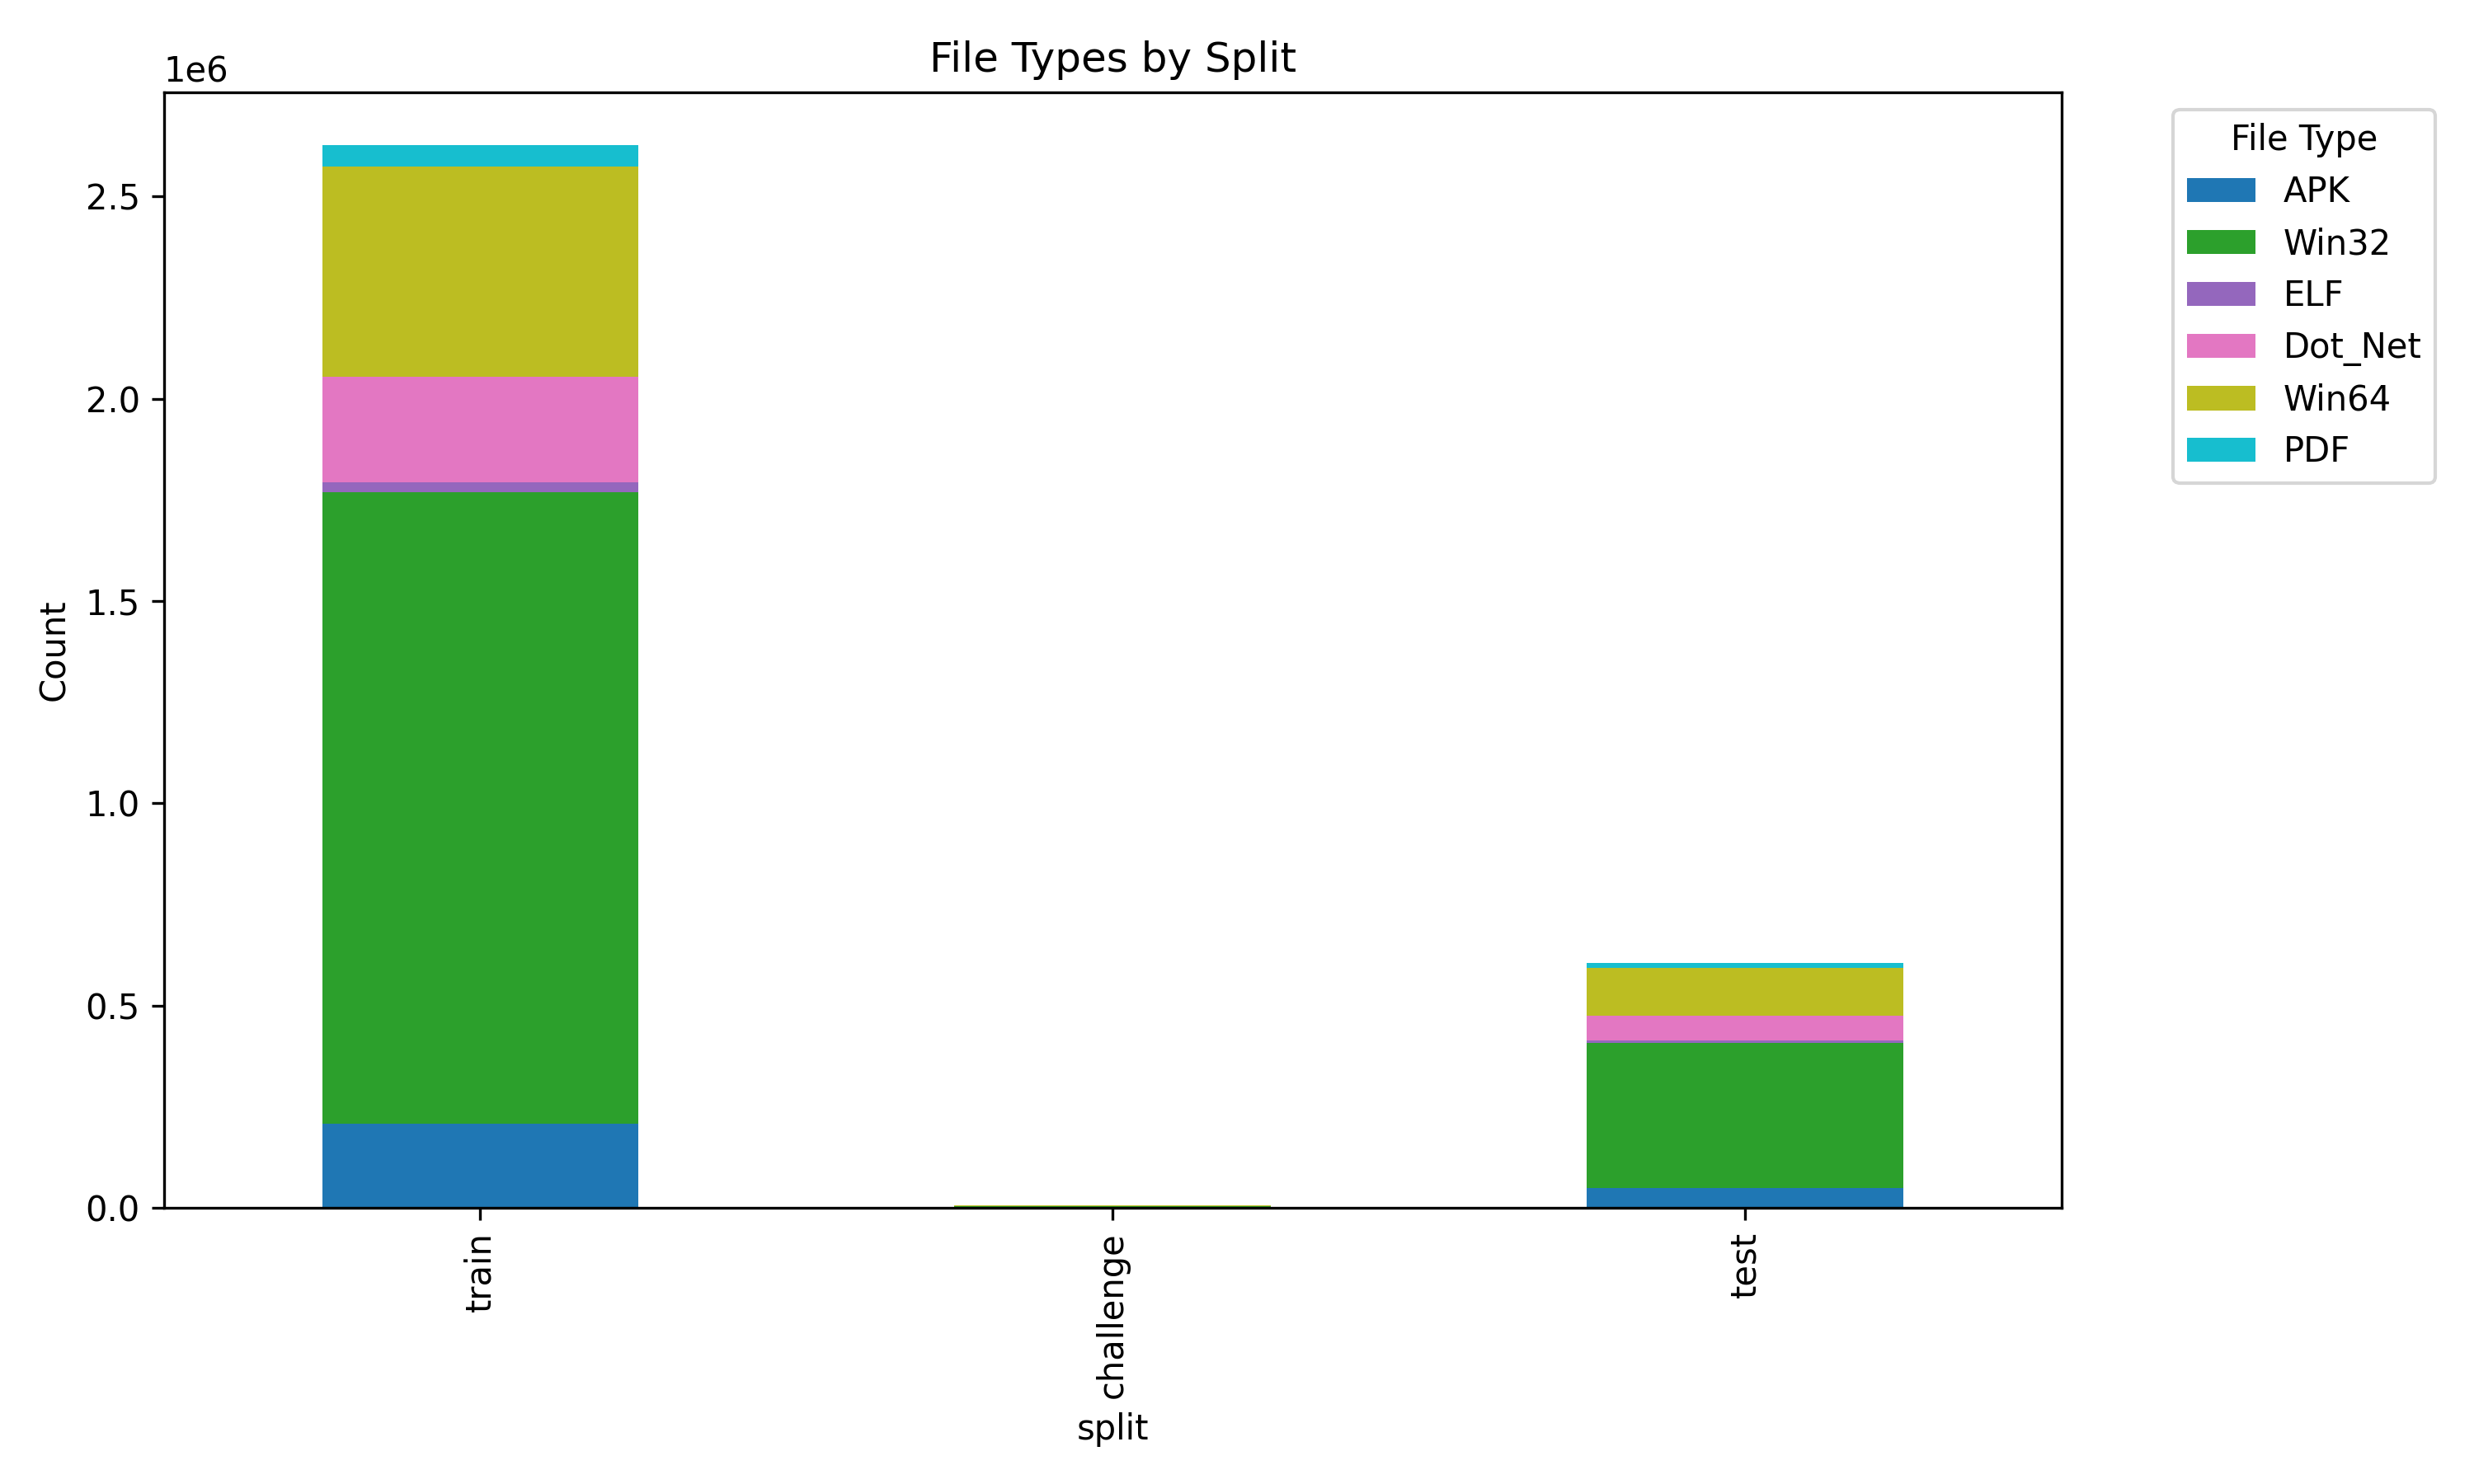 File Types by Split
1e6
2.5
2.0
1.5
1.0
0.5
0.0
Count
train
challenge
test
split
File Type
APK
Win32
ELF
Dot_Net
Win64
PDF